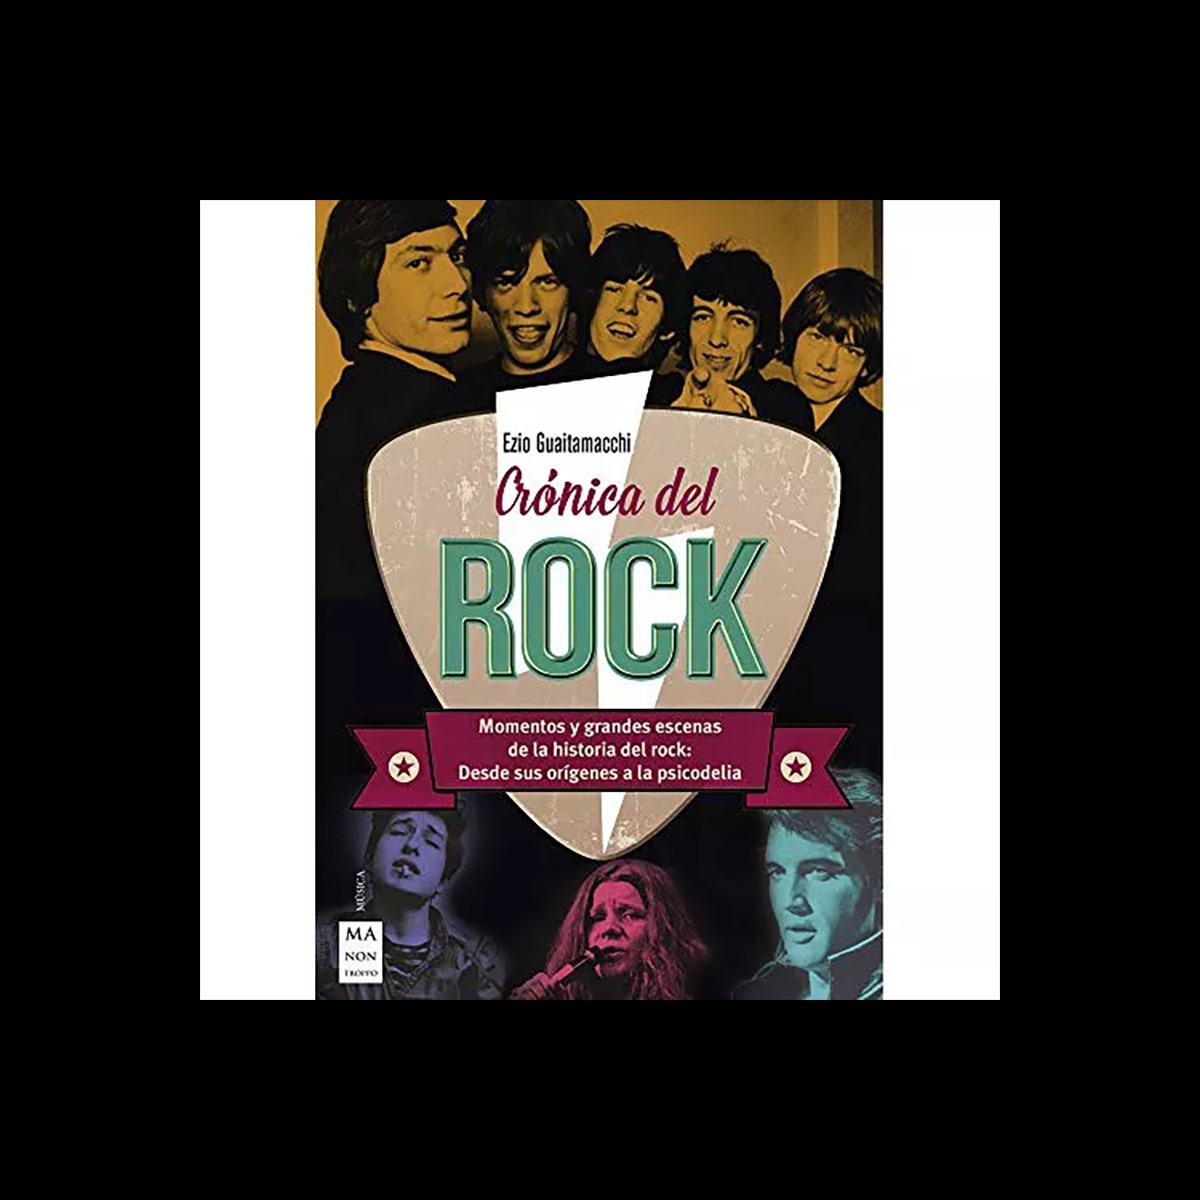 Ezio Guaitamacchi
Crónica del
ROCK
Momentos y grandes escenas
de la historia del rock:
Desde sus orígenes a la psicodelia
MÚSICA
MA
NON
TROPPO